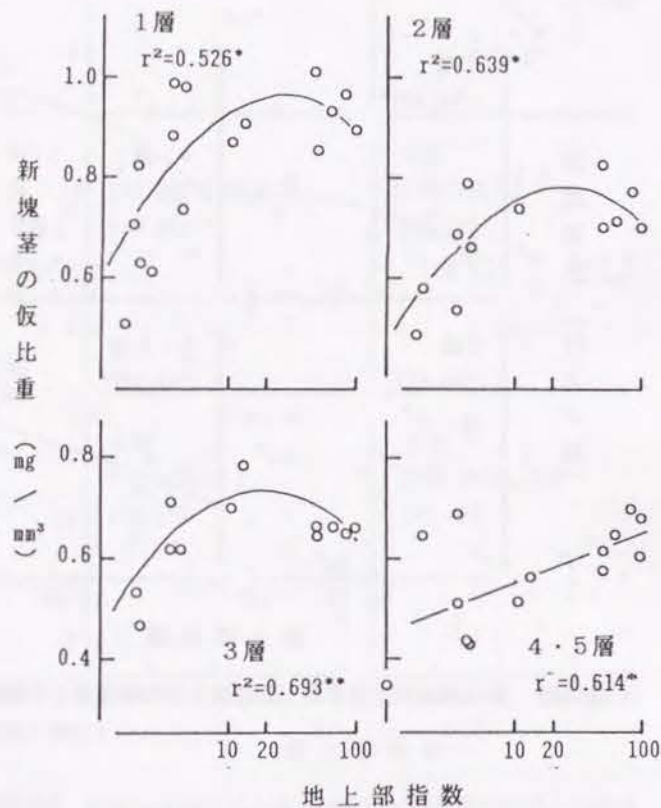 1層
r²=0.526*
2層
r²=0.639*
1.0
0.8
0.6
新塊茎の仮比重 (mg/mm³)
0.8
0.6
0.4
3層
r²=0.693**
4・5層
r⁻=0.614*
10 20 100
10 20 100
地上部指数